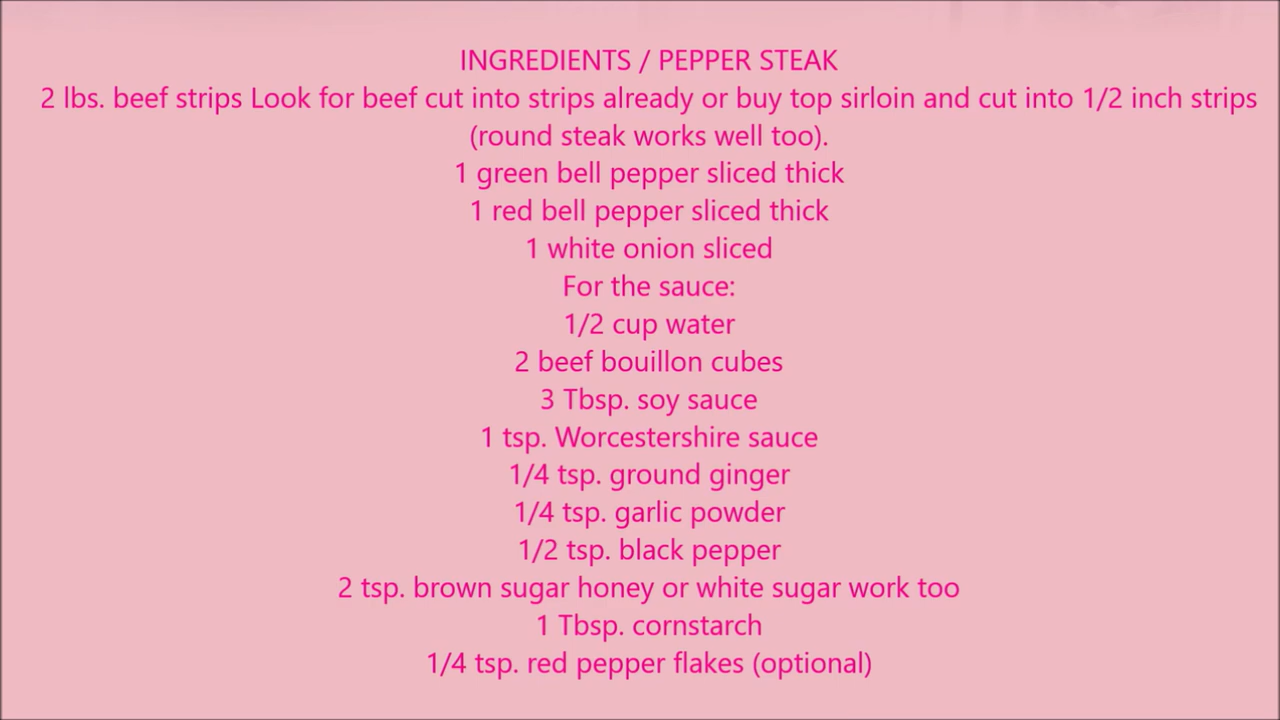 INGREDIENTS / PEPPER STEAK
2 lbs. beef strips Look for beef cut into strips already or buy top sirloin and cut into 1/2 inch strips
(round steak works well too).
1 green bell pepper sliced thick
1 red bell pepper sliced thick
1 white onion sliced
For the sauce:
1/2 cup water
2 beef bouillon cubes
3 Tbsp. soy sauce
1 tsp. Worcestershire sauce
1/4 tsp. ground ginger
1/4 tsp. garlic powder
1/2 tsp. black pepper
2 tsp. brown sugar honey or white sugar work too
1 Tbsp. cornstarch
1/4 tsp. red pepper flakes (optional)